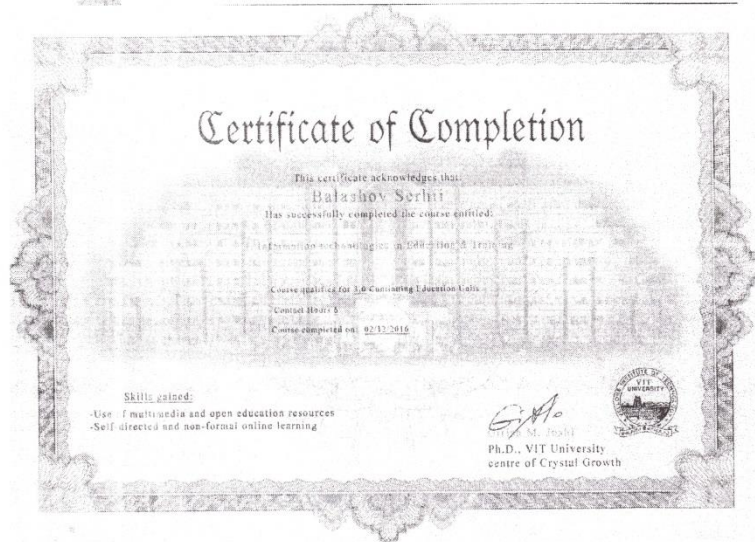 Certificate of Completion
This certificate acknowledges that:
Balashov Serhii
Has successfully completed the course entitled:
Information technologies in Educating & Training
Course qualifies for 3.0 Continuing Education Units
Contact Hours 6
Course completed on: 02/12/2016
Skills gained:
-Use f multimedia and open education resources
-Self-directed and non-formal online learning
M. Joshi
Ph.D., VIT University
centre of Crystal Growth
VIT
UNIVERSITY